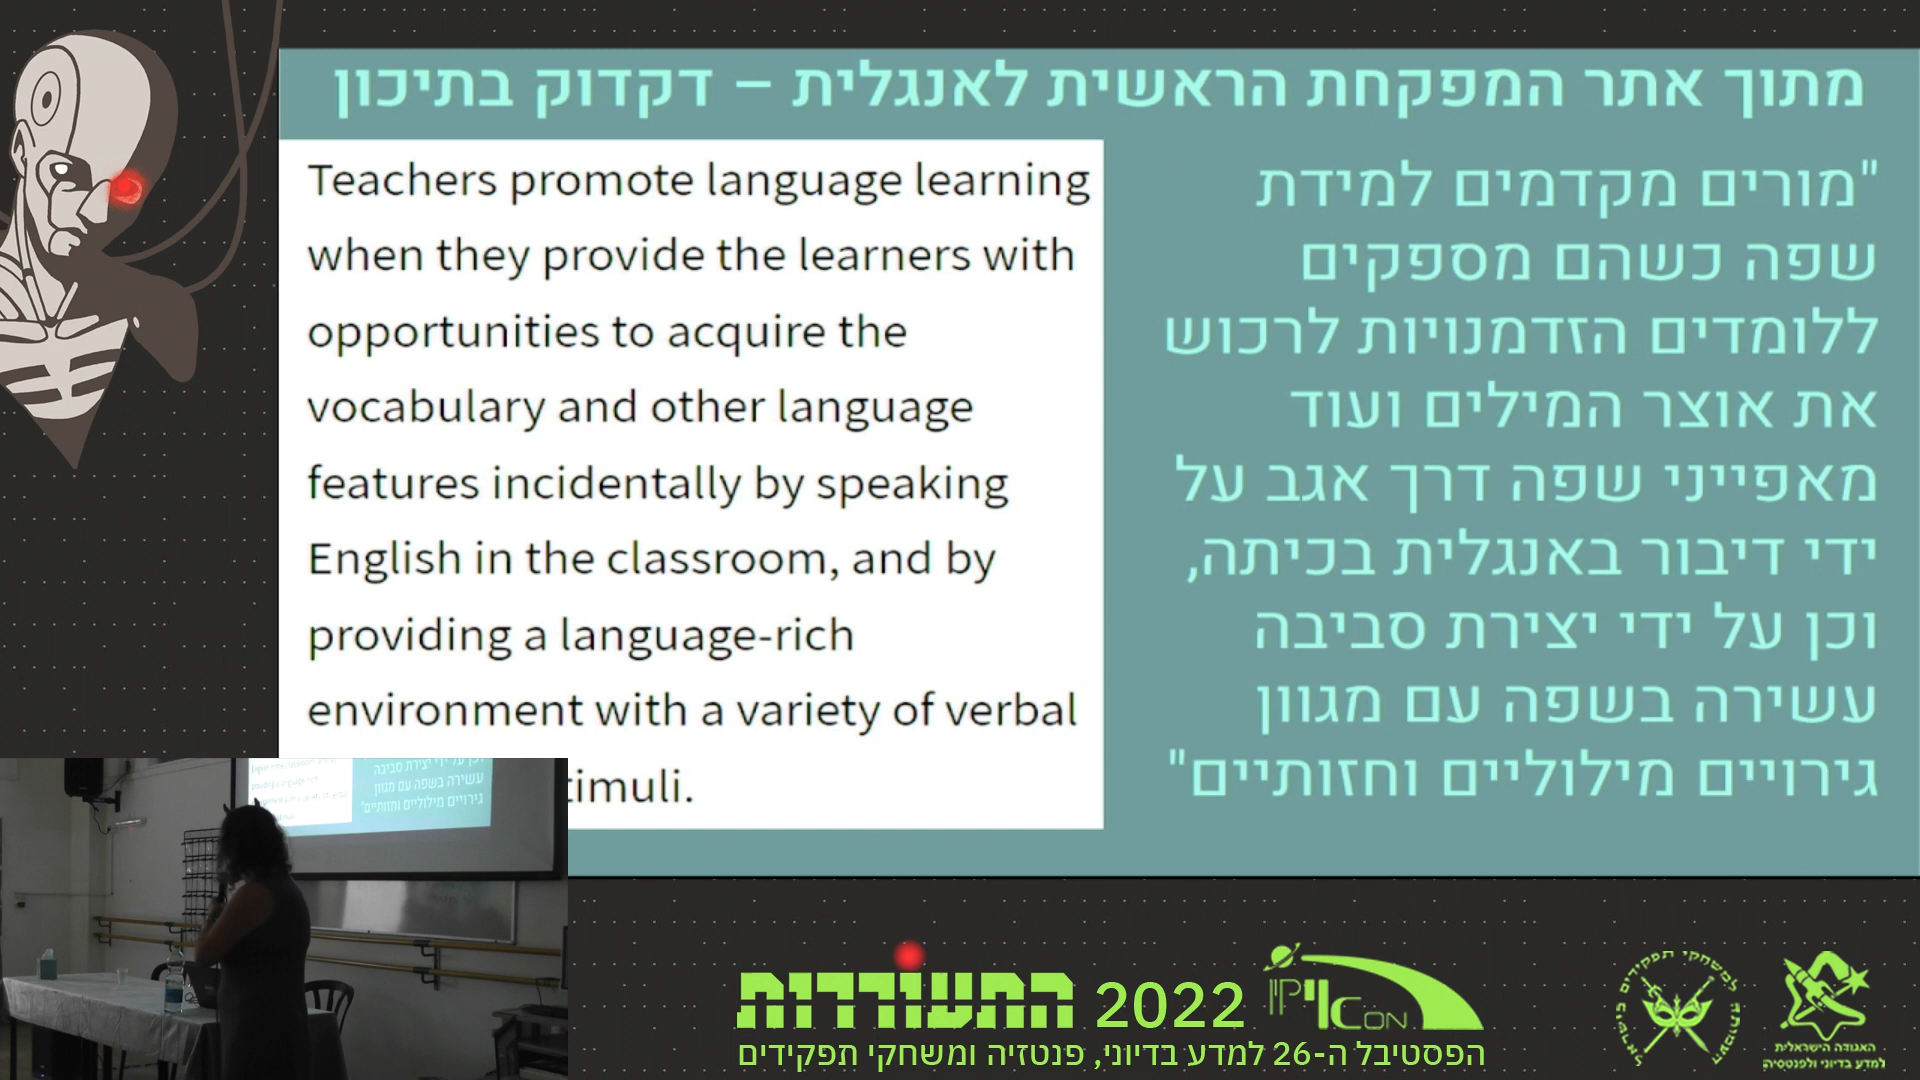 מתוך אתר המפקחת הראשית לאנגלית – דקדוק בתיכון
"מורים מקדמים למידת
שפה כשהם מספקים
ללומדים הזדמנויות לרכוש
את אוצר המילים ועוד
מאפייני שפה דרך אגב על
ידי דיבור באנגלית בכיתה,
וכן על ידי יצירת סביבה
עשירה בשפה עם מגוון
גירויים מילוליים וחזותיים"
Teachers promote language learning
when they provide the learners with
opportunities to acquire the
vocabulary and other language
features incidentally by speaking
English in the classroom, and by
providing a language-rich
environment with a variety of verbal
timuli.
וכן על ידי יצירת סביבה
עשירה בשפה עם מגוון
גירויים מילוליים וחזותיים"
התעוררות 2022 אייקון ICON
הפסטיבל ה-26 למדע בדיוני, פנטזיה ומשחקי תפקידים
העמותה למשחקי תפקידים בישראל
האגודה הישראלית
למדע בדיוני ולפנטסיה